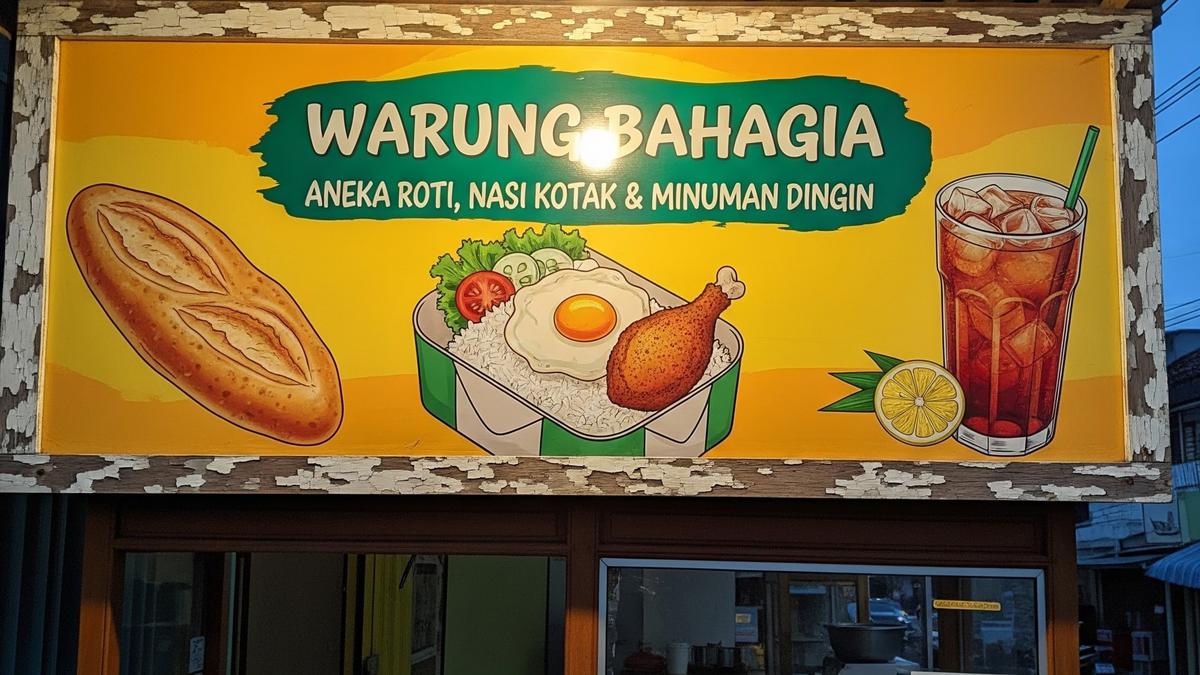 WARUNG BAHAGIA
ANEKA ROTI, NASI KOTAK & MINUMAN DINGIN